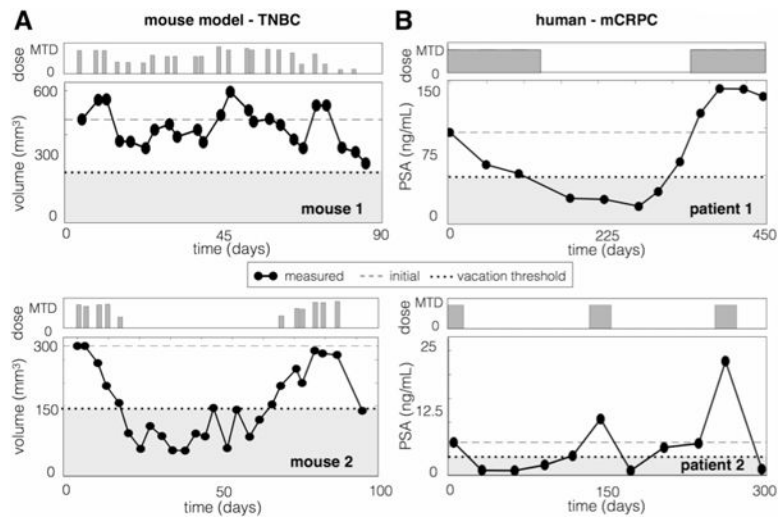 A mouse model - TNBC
B human - mCRPC
dose
MTD
0
dose
MTD
0
volume (mm³)
600
300
0
mouse 1
0 45 90
time (days)
PSA (ng/mL)
150
75
0
patient 1
0 225 450
time (days)
measured initial vacation threshold
dose
MTD
0
dose
MTD
0
volume (mm³)
300
150
0
mouse 2
0 50 100
time (days)
PSA (ng/mL)
25
12.5
0
patient 2
0 150 300
time (days)